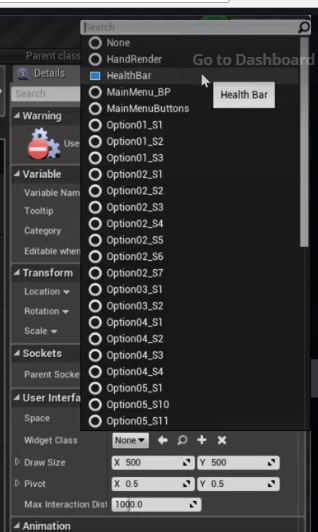 Search
None
Parent class
HandRender
Go to Dashboard
Details
HealthBar
Search
MainMenu_BP
Health Bar
MainMenuButtons
Warning
Option01_S1
Option01_S2
Use
Option01_S3
Option02_S1
Variable
Option02_S2
Variable Nam
Option02_S3
Tooltip
Option02_S4
Category
Option02_S5
Editable when
Option02_S6
Option02_S7
Transform
Option03_S1
Location
Option03_S2
Rotation
Option04_S1
Scale
Option04_S2
Sockets
Option04_S3
Parent Socke
Option04_S4
Option05_S1
User Interfa
Option05_S10
Space
Option05_S11
Widget Class None
Draw Size X 500 Y 500
Pivot X 0.5 Y 0.5
Max Interaction Dist 1000.0
Animation